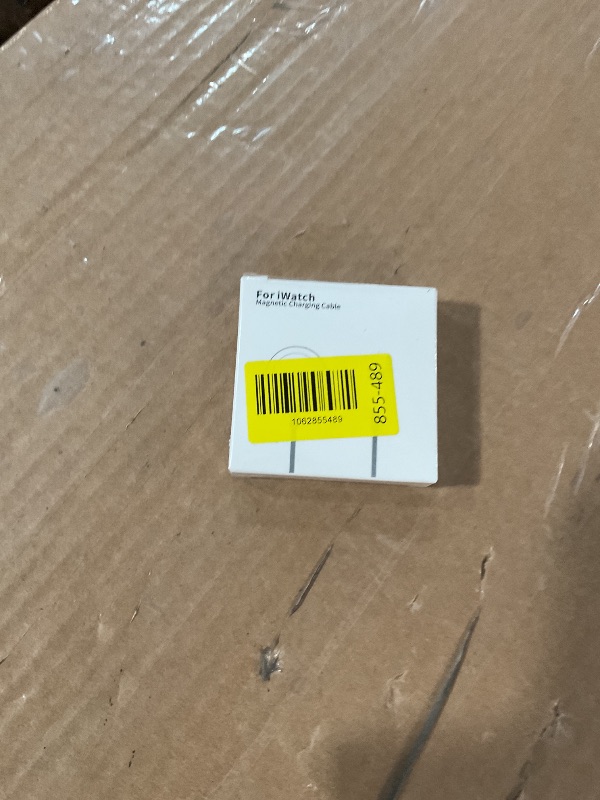 For iWatch
Magnetic Charging Cable
1062855489
855-489